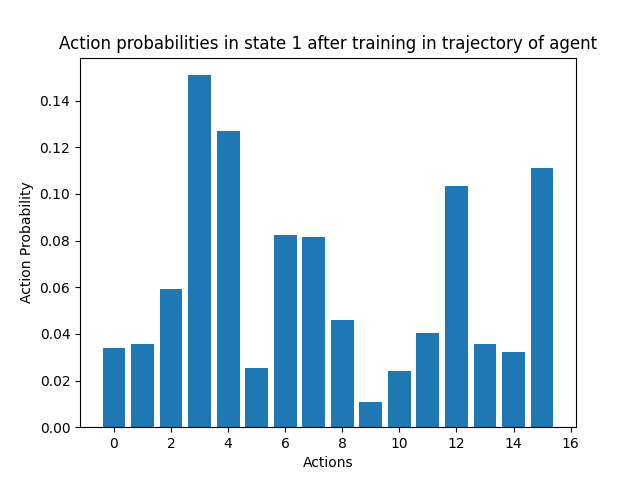 Action probabilities in state 1 after training in trajectory of agent
Action Probability
0.14
0.12
0.10
0.08
0.06
0.04
0.02
0.00
0 2 4 6 8 10 12 14 16
Actions